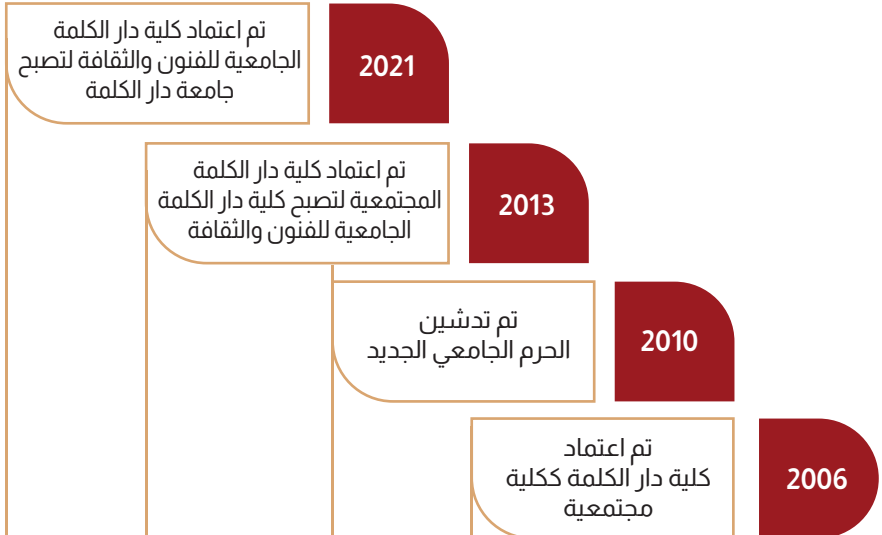 2021
تم اعتماد كلية دار الكلمة
الجامعية للفنون والثقافة لتصبح
جامعة دار الكلمة
2013
تم اعتماد كلية دار الكلمة
المجتمعية لتصبح كلية دار الكلمة
الجامعية للفنون والثقافة
2010
تم تدشين
الحرم الجامعي الجديد
2006
تم اعتماد
كلية دار الكلمة ككلية
مجتمعية